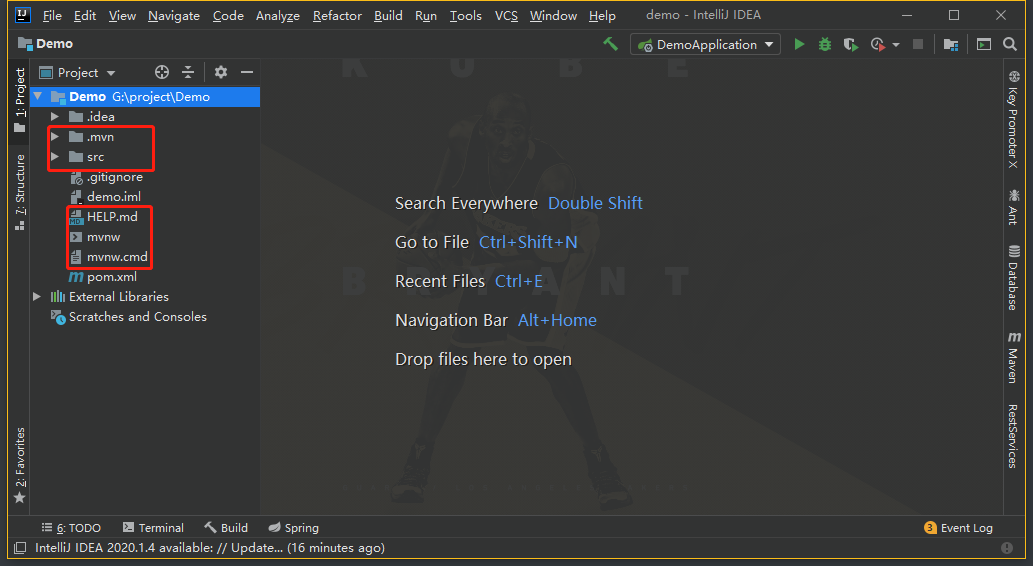 File Edit View Navigate Code Analyze Refactor Build Run Tools VCS Window Help demo - IntelliJ IDEA
Demo DemoApplication
Project
1: Project
7: Structure
2: Favorites
Demo G:\project\Demo
.idea
.mvn
src
.gitignore
demo.iml
HELP.md
mvnw
mvnw.cmd
pom.xml
External Libraries
Scratches and Consoles
K O B E
Search Everywhere Double Shift
Go to File Ctrl+Shift+N
Recent Files Ctrl+E
BRYANT
Navigation Bar Alt+Home
Drop files here to open
Key Promoter X
Ant
Database
Maven
RestServices
6: TODO Terminal Build Spring 3 Event Log
IntelliJ IDEA 2020.1.4 available: // Update... (16 minutes ago)